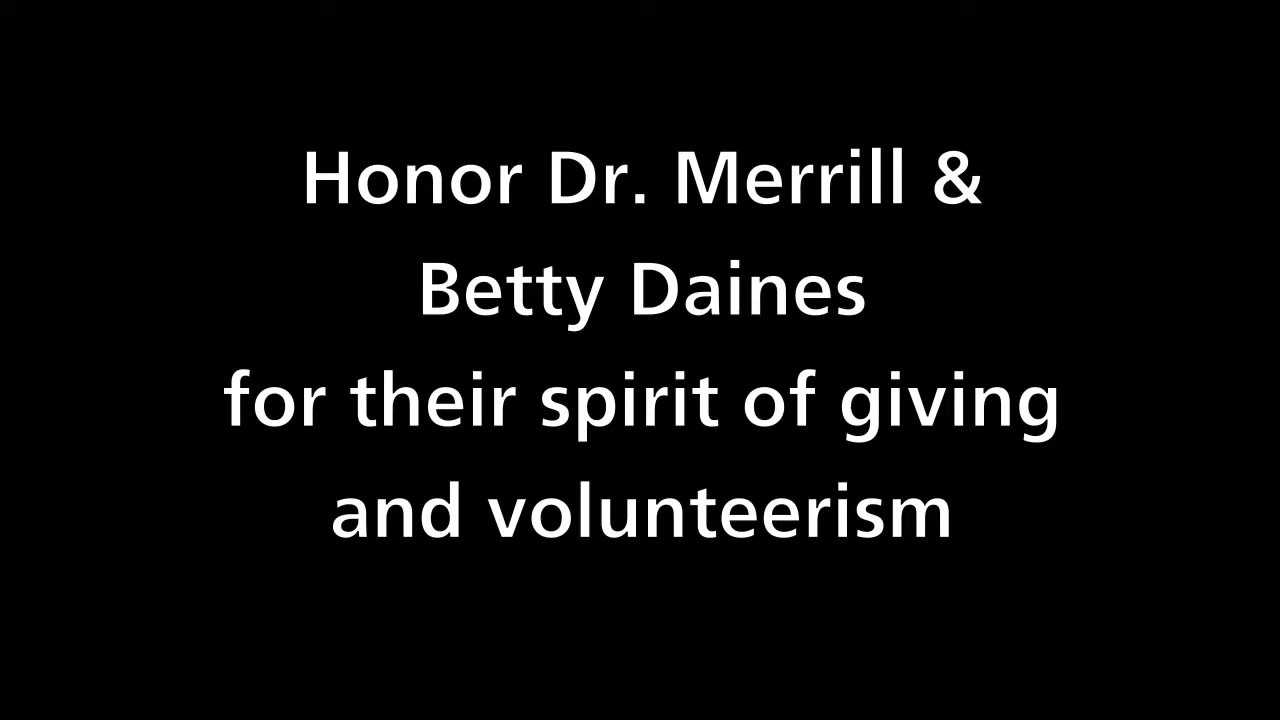 Honor Dr. Merrill &
Betty Daines
for their spirit of giving
and volunteerism